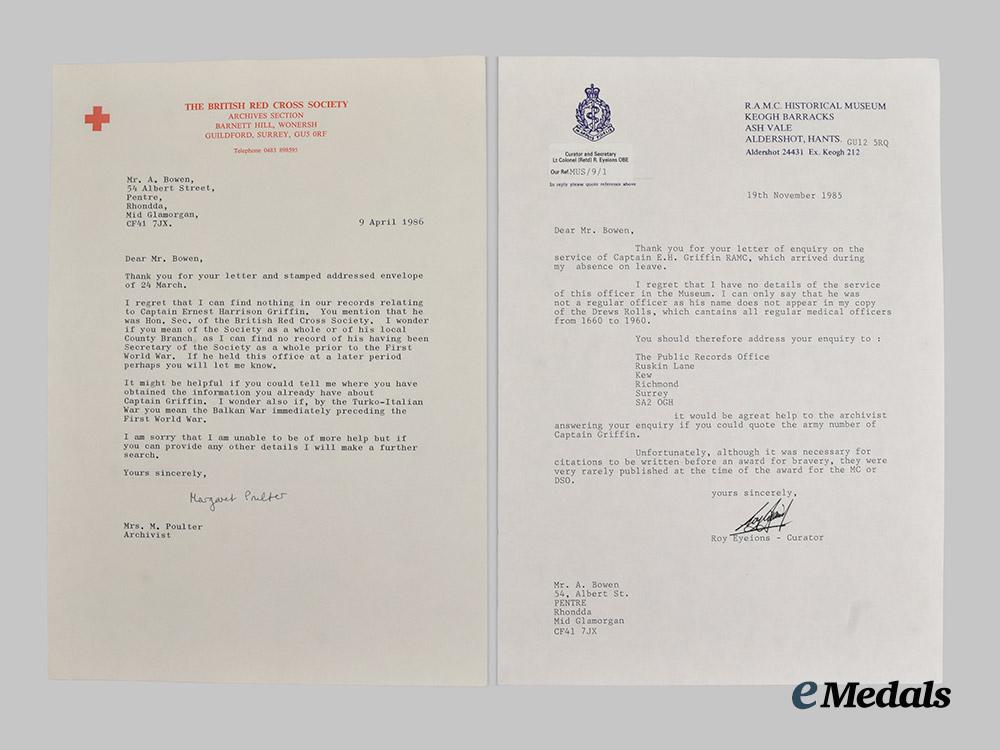 THE BRITISH RED CROSS SOCIETY
ARCHIVES SECTION
BARNETT HILL, WONERSH
GUILDFORD, SURREY, GU5 0RF
Telephone 0483 898595
Mr. A. Bowen,
54 Albert Street,
Pentre,
Rhondda,
Mid Glamorgan,
CF41 7JX.
9 April 1986
Dear Mr. Bowen,
Thank you for your letter and stamped addressed envelope
of 24 March.
I regret that I can find nothing in our records relating
to Captain Ernest Harrison Griffin. You mention that he
was Hon. Sec. of the British Red Cross Society. I wonder
if you mean of the Society as a whole or of his local
County Branch as I can find no record of his having been
Secretary of the Society as a whole prior to the First
World War. If he held this office at a later period
perhaps you will let me know.
It might be helpful if you could tell me where you have
obtained the information you already have about
Captain Griffin. I wonder also if, by the Turko-Italian
War you mean the Balkan War immediately preceding the
First World War.
I am sorry that I am unable to be of more help but if
you can provide any other details I will make a further
search.
Yours sincerely,
Margaret Poulter
Mrs. M. Poulter
Archivist
R.A.M.C. HISTORICAL MUSEUM
KEOGH BARRACKS
ASH VALE
ALDERSHOT, HANTS. GU12 5RQ
Aldershot 24431 Ex. Keogh 212
Curator and Secretary
Lt Colonel (Retd) R. Eyeions OBE
Our Ref. MUS/9/1
In reply please quote reference above
19th November 1985
Dear Mr. Bowen,
Thank you for your letter of enquiry on the
service of Captain E.H. Griffin RAMC, which arrived during
my absence on leave.
I regret that I have no details of the service
of this officer in the Museum. I can only say that he was
not a regular officer as his name does not appear in my copy
of the Drews Rolls, which cantains all regular medical officers
from 1660 to 1960.
You should therefore address your enquiry to :
The Public Records Office
Ruskin Lane
Kew
Richmond
Surrey
SA2 OGH
it would be agreat help to the archivist
answering your enquiry if you could quote the army number of
Captain Griffin.
Unfortunately, although it was necessary for
citations to be written before an award for bravery, they were
very rarely published at the time of the award for the MC or
DSO.
yours sincerely,
Roy Eyeions - Curator
Mr. A. Bowen
54, Albert St.
PENTRE
Rhondda
Mid Glamorgan
CF41 7JX
eMedals